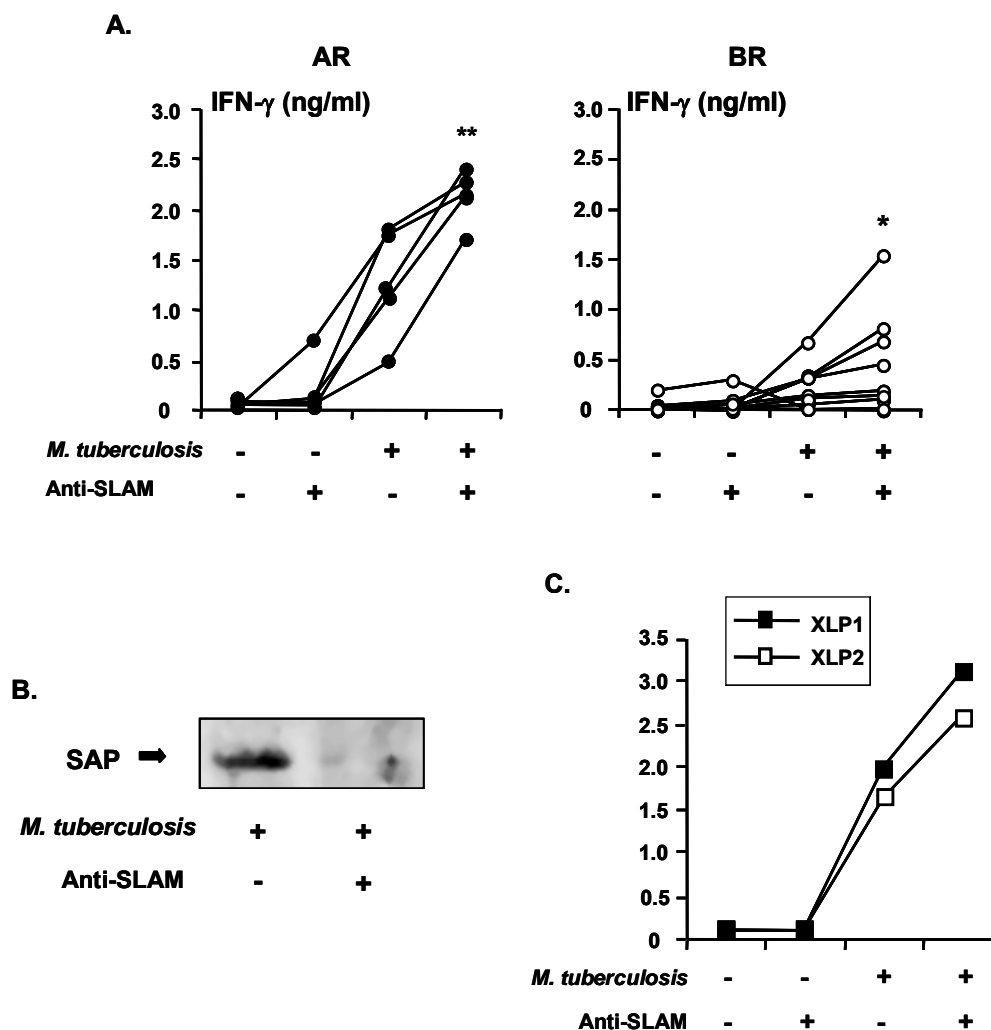 A.
AR
IFN-γ (ng/ml)
3.0
2.5
2.0
1.5
1.0
0.5
0
**
M. tuberculosis - - + +
Anti-SLAM - + - +
BR
IFN-γ (ng/ml)
3.0
2.5
2.0
1.5
1.0
0.5
0
*
- - + +
- + - +
B.
SAP
M. tuberculosis + +
Anti-SLAM - +
C.
XLP1
XLP2
3.5
3.0
2.5
2.0
1.5
1.0
0.5
0
M. tuberculosis - - + +
Anti-SLAM - + - +